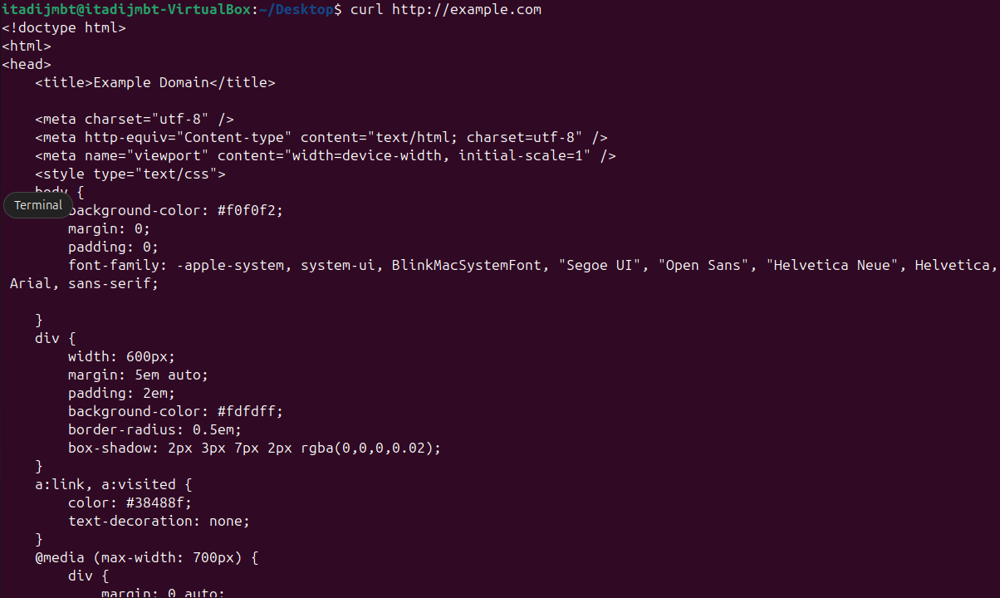 itadijmbt@itadijmbt-VirtualBox:~/Desktop$ curl http://example.com
<!doctype html>
<html>
<head>
    <title>Example Domain</title>

    <meta charset="utf-8" />
    <meta http-equiv="Content-type" content="text/html; charset=utf-8" />
    <meta name="viewport" content="width=device-width, initial-scale=1" />
    <style type="text/css">
    body {
Terminal
        background-color: #f0f0f2;
        margin: 0;
        padding: 0;
        font-family: -apple-system, system-ui, BlinkMacSystemFont, "Segoe UI", "Open Sans", "Helvetica Neue", Helvetica,
 Arial, sans-serif;

    }
    div {
        width: 600px;
        margin: 5em auto;
        padding: 2em;
        background-color: #fdfdff;
        border-radius: 0.5em;
        box-shadow: 2px 3px 7px 2px rgba(0,0,0,0.02);
    }
    a:link, a:visited {
        color: #38488f;
        text-decoration: none;
    }
    @media (max-width: 700px) {
        div {
            margin: 0 auto;